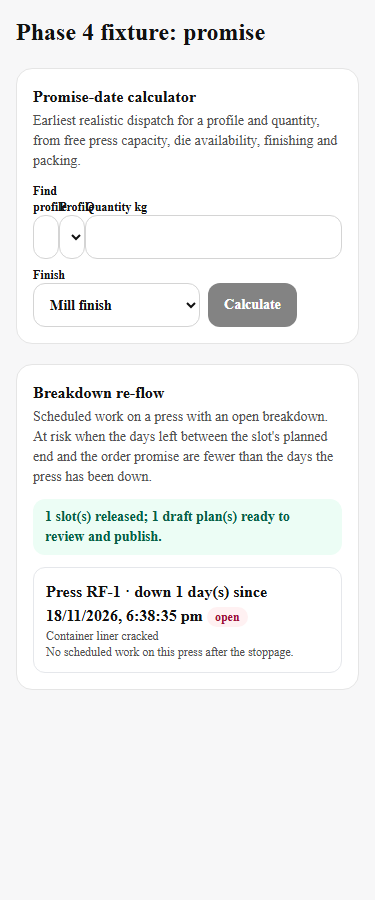 Phase 4 fixture: promise
Promise-date calculator
Earliest realistic dispatch for a profile and quantity,
from free press capacity, die availability, finishing and
packing.
Find
profile Profile Quantity kg
Finish
Mill finish
Calculate
Breakdown re-flow
Scheduled work on a press with an open breakdown.
At risk when the days left between the slot's planned
end and the order promise are fewer than the days the
press has been down.
1 slot(s) released; 1 draft plan(s) ready to
review and publish.
Press RF-1 · down 1 day(s) since
18/11/2026, 6:38:35 pm open
Container liner cracked
No scheduled work on this press after the stoppage.